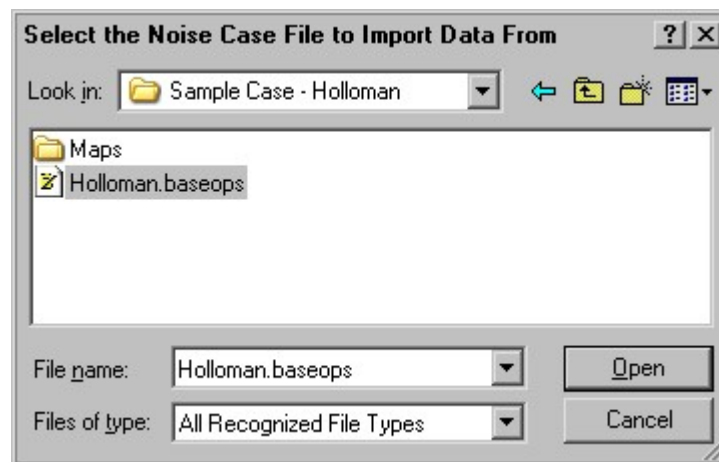 Select the Noise Case File to Import Data From ? X
Look in: Sample Case - Holloman
Maps
Holloman.baseops
File name: Holloman.baseops Open
Files of type: All Recognized File Types Cancel